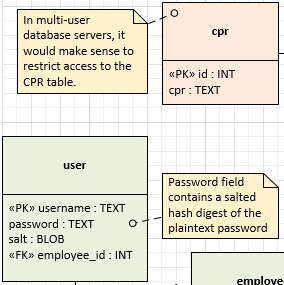 In multi-user
database servers, it
would make sense to
restrict access to the
CPR table.
cpr
«PK» id : INT
cpr : TEXT
user
«PK» username : TEXT
password : TEXT
salt : BLOB
«FK» employee_id : INT
Password field
contains a salted
hash digest of the
plaintext password
employe